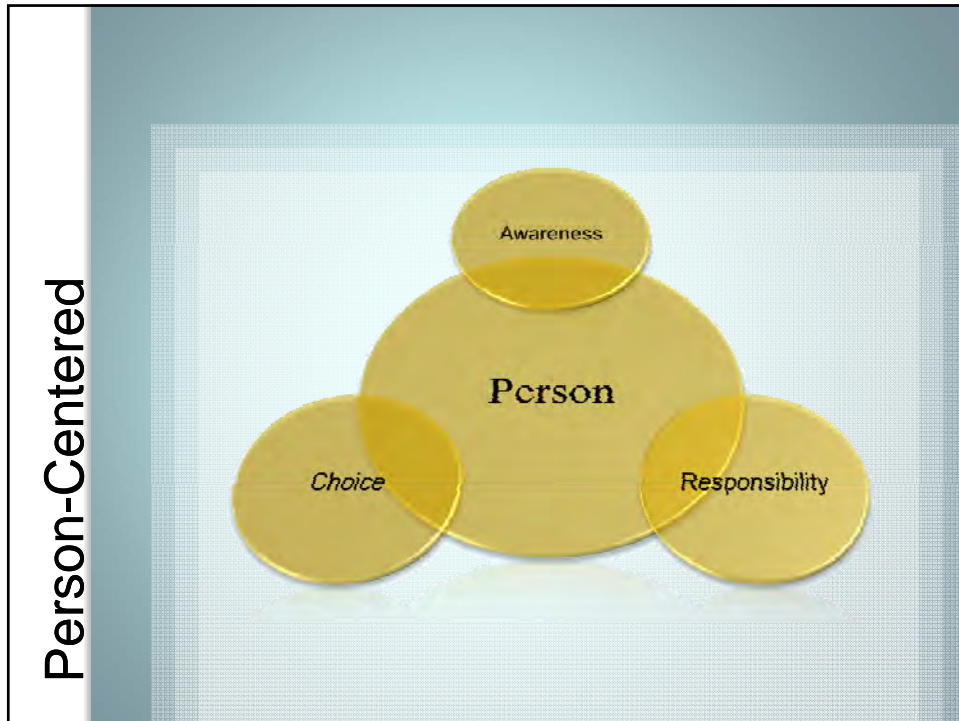 Person-Centered
Awareness
Person
Choice
Responsibility